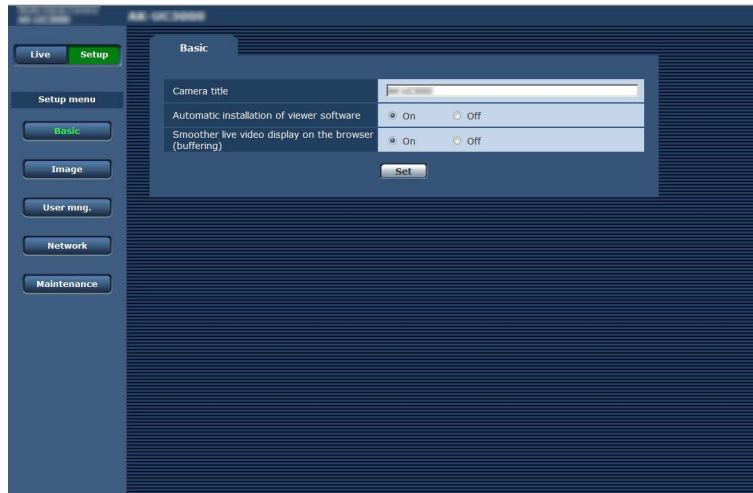 AK-UC3000
Live Setup
Setup menu
Basic
Image
User mng.
Network
Maintenance
Basic
Camera title
Automatic installation of viewer software
On Off
Smoother live video display on the browser
(buffering)
On Off
Set